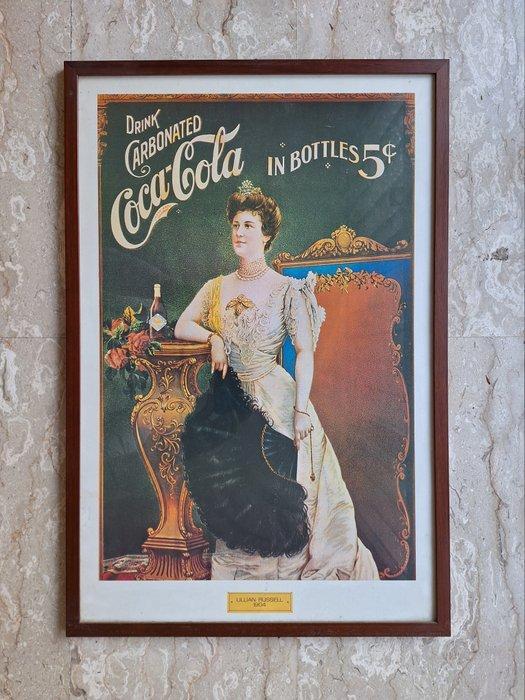 DRINK
CARBONATED
Coca-Cola
IN BOTTLES 5¢
LILLIAN RUSSELL
1904